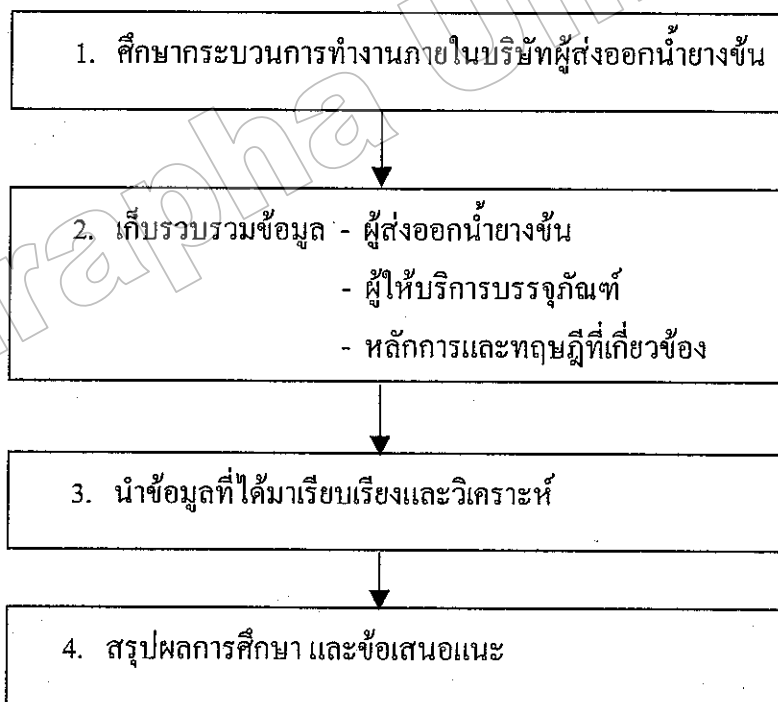 1. ศึกษากระบวนการทำงานภายในบริษัทผู้ส่งออกน้ำยางข้น
2. เก็บรวบรวมข้อมูล - ผู้ส่งออกน้ำยางข้น
- ผู้ให้บริการบรรจุภัณฑ์
- หลักการและทฤษฎีที่เกี่ยวข้อง
3. นำข้อมูลที่ได้มาเรียบเรียงและวิเคราะห์
4. สรุปผลการศึกษา และข้อเสนอแนะ